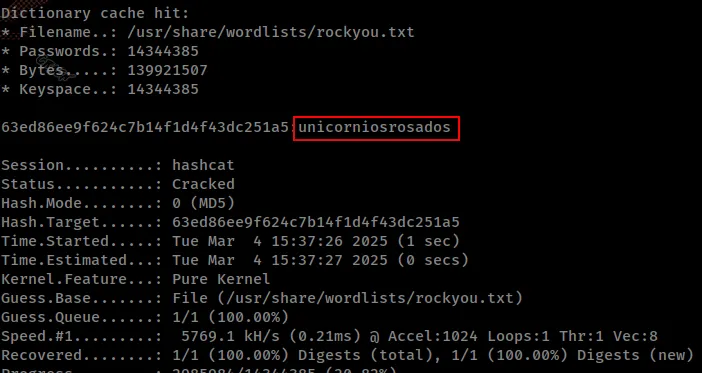 Dictionary cache hit:
* Filename..: /usr/share/wordlists/rockyou.txt
* Passwords.: 14344385
* Bytes.....: 139921507
* Keyspace..: 14344385
63ed86ee9f624c7b14f1d4f43dc251a5:unicorniosrosados
Session..........: hashcat
Status...........: Cracked
Hash.Mode........: 0 (MD5)
Hash.Target......: 63ed86ee9f624c7b14f1d4f43dc251a5
Time.Started.....: Tue Mar  4 15:37:26 2025 (1 sec)
Time.Estimated...: Tue Mar  4 15:37:27 2025 (0 secs)
Kernel.Feature...: Pure Kernel
Guess.Base.......: File (/usr/share/wordlists/rockyou.txt)
Guess.Queue......: 1/1 (100.00%)
Speed.#1.........:  5769.1 kH/s (0.21ms) @ Accel:1024 Loops:1 Thr:1 Vec:8
Recovered........: 1/1 (100.00%) Digests (total), 1/1 (100.00%) Digests (new)